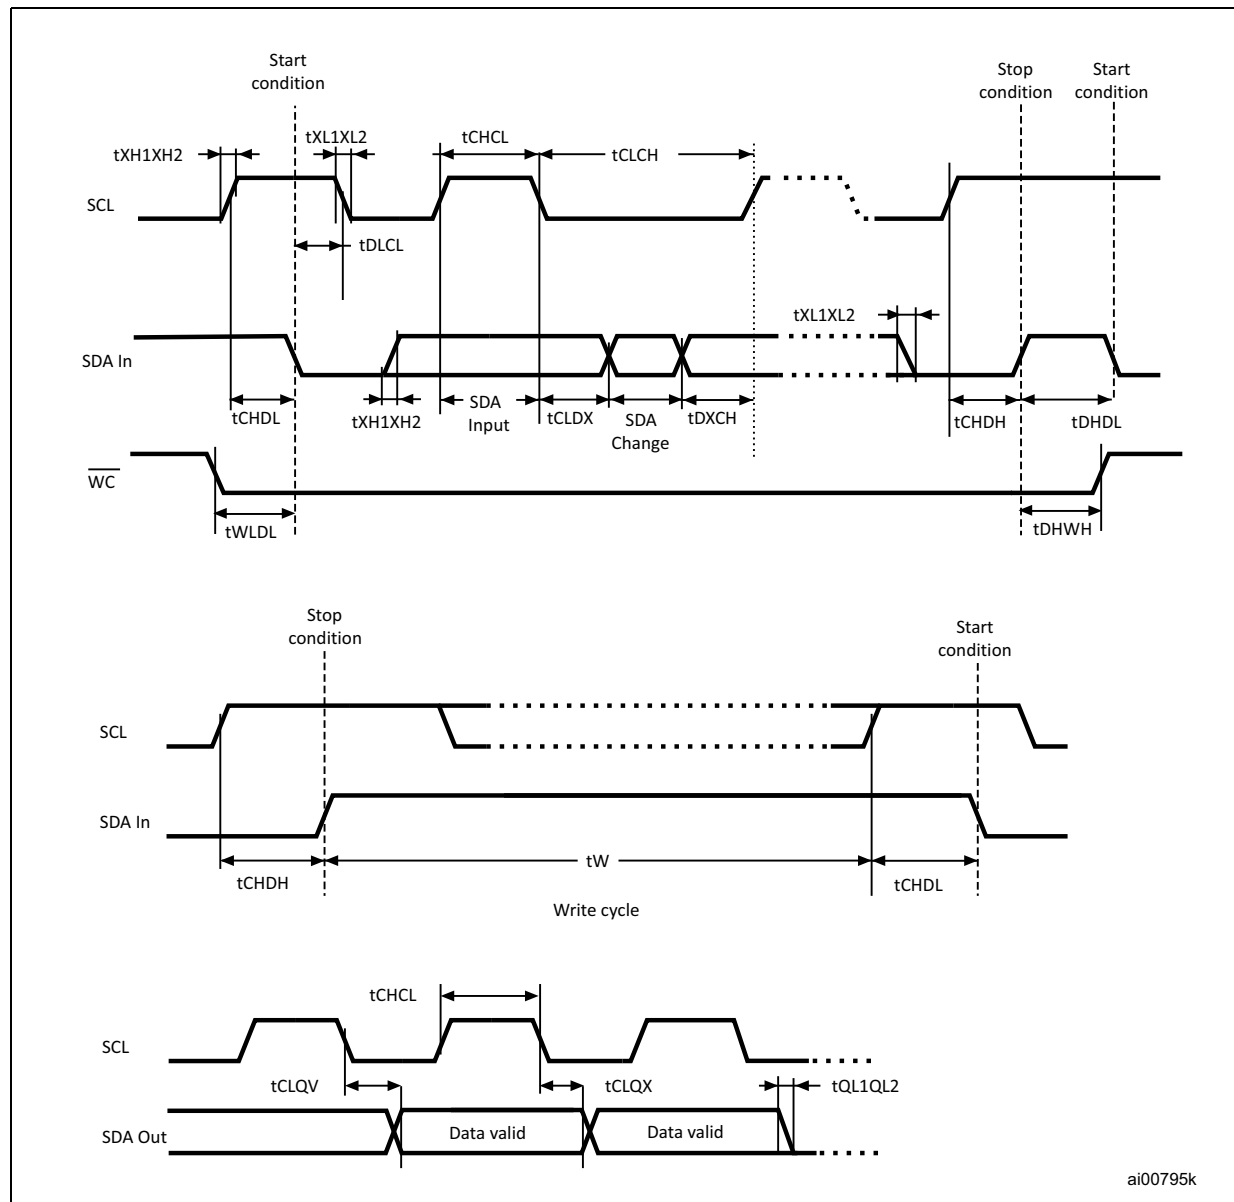 Start
condition
Stop
condition
Start
condition
tXH1XH2
tXL1XL2
tCHCL
tCLCH
SCL
tDLCL
tXL1XL2
SDA In
tCHDL
tXH1XH2
SDA
Input
tCLDX
SDA
Change
tDXCH
tCHDH
tDHDL
WC
tWLDL
tDHWH
Stop
condition
Start
condition
SCL
SDA In
tCHDH
tW
tCHDL
Write cycle
tCHCL
SCL
tCLQV
tCLQX
tQL1QL2
SDA Out
Data valid
Data valid
ai00795k